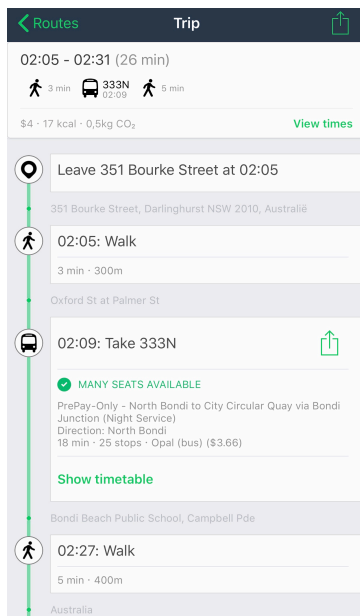 Routes
Trip
02:05 - 02:31 (26 min)
3 min 333N 02:09 5 min
$4 · 17 kcal · 0,5kg CO₂
View times
Leave 351 Bourke Street at 02:05
351 Bourke Street, Darlinghurst NSW 2010, Australië
02:05: Walk
3 min · 300m
Oxford St at Palmer St
02:09: Take 333N
MANY SEATS AVAILABLE
PrePay-Only - North Bondi to City Circular Quay via Bondi
Junction (Night Service)
Direction: North Bondi
18 min · 25 stops · Opal (bus) ($3.66)
Show timetable
Bondi Beach Public School, Campbell Pde
02:27: Walk
5 min · 400m
Australia